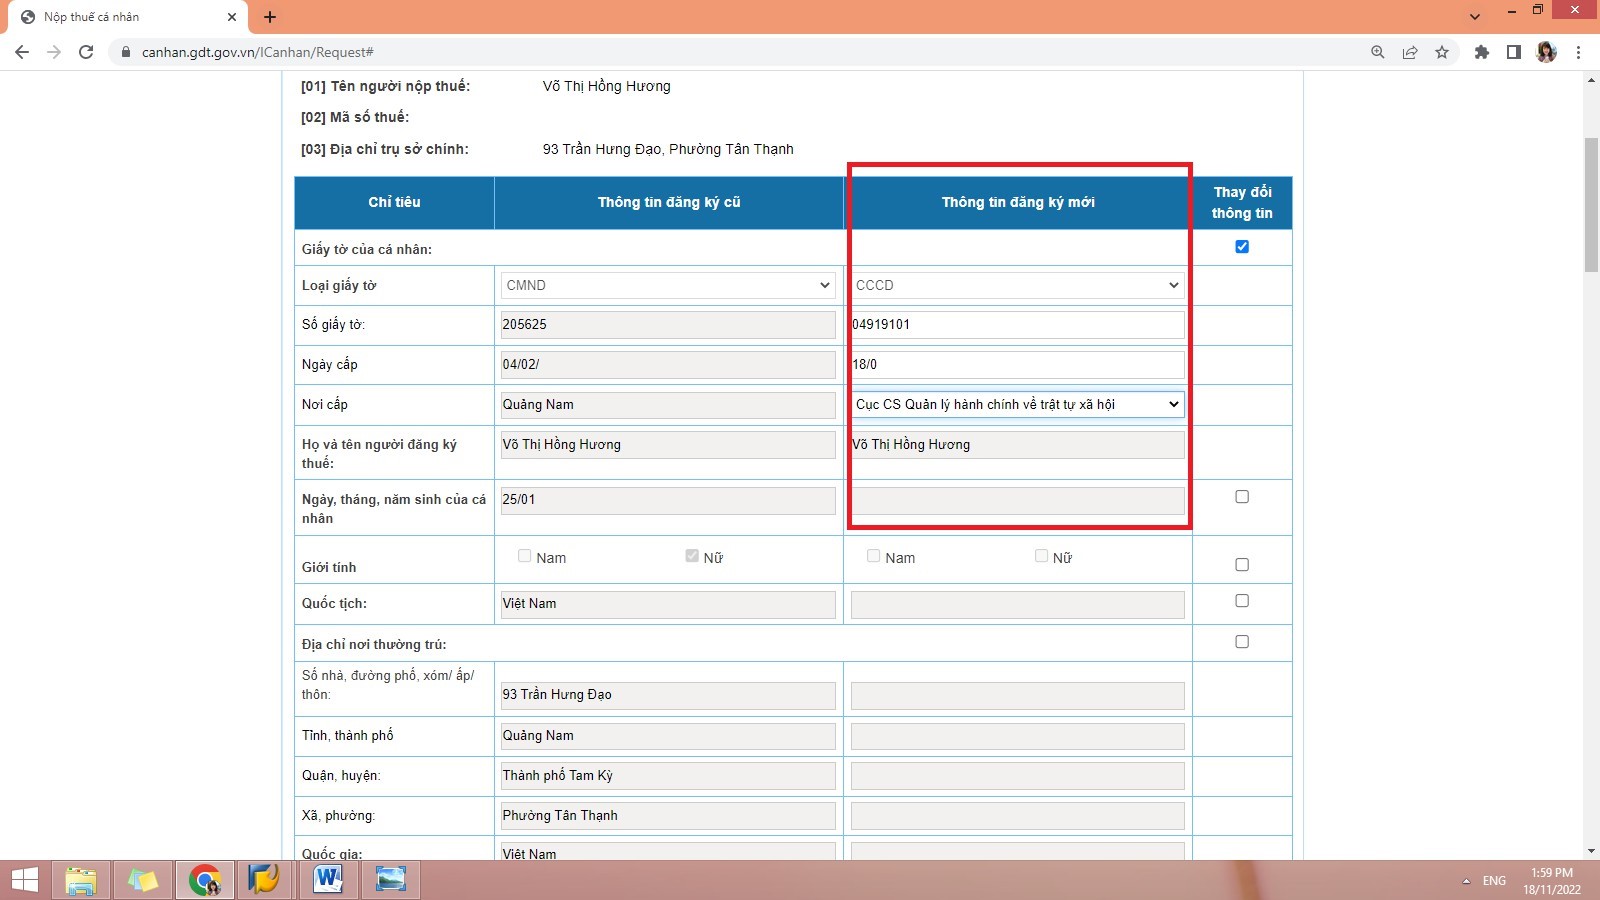 Nộp thuế cá nhân
canhan.gdt.gov.vn/ICanhan/Request#
[01] Tên người nộp thuế: Võ Thị Hồng Hương
[02] Mã số thuế:
[03] Địa chỉ trụ sở chính: 93 Trần Hưng Đạo, Phường Tân Thạnh
Chỉ tiêu Thông tin đăng ký cũ Thông tin đăng ký mới Thay đổi thông tin
Giấy tờ của cá nhân:
Loại giấy tờ CMND CCCD
Số giấy tờ: 205625 04919101
Ngày cấp 04/02/ 18/0
Nơi cấp Quảng Nam Cục CS Quản lý hành chính về trật tự xã hội
Họ và tên người đăng ký thuế: Võ Thị Hồng Hương Võ Thị Hồng Hương
Ngày, tháng, năm sinh của cá nhân 25/01
Giới tính Nam Nữ Nam Nữ
Quốc tịch: Việt Nam
Địa chỉ nơi thường trú:
Số nhà, đường phố, xóm/ ấp/ thôn: 93 Trần Hưng Đạo
Tỉnh, thành phố Quảng Nam
Quận, huyện: Thành phố Tam Kỳ
Xã, phường: Phường Tân Thạnh
Quốc gia: Việt Nam
ENG 1:59 PM
18/11/2022